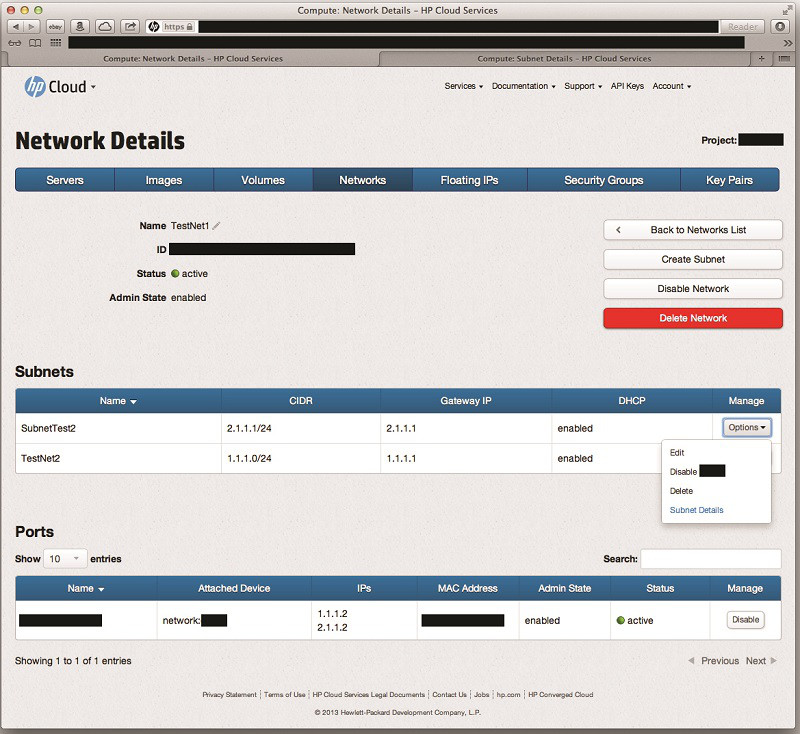 Compute: Network Details – HP Cloud Services
ebay
hp https Reader
Compute: Network Details – HP Cloud Services Compute: Subnet Details – HP Cloud Services +
hp Cloud Services Documentation Support API Keys Account
Network Details
Project:
Servers Images Volumes Networks Floating IPs Security Groups Key Pairs
Name TestNet1
ID
Status active
Admin State enabled
Back to Networks List
Create Subnet
Disable Network
Delete Network
Subnets
Name CIDR Gateway IP DHCP Manage
SubnetTest2 2.1.1.1/24 2.1.1.1 enabled Options
TestNet2 1.1.1.0/24 1.1.1.1 enabled
Edit
Disable
Delete
Subnet Details
Ports
Show 10 entries Search:
Name Attached Device IPs MAC Address Admin State Status Manage
network: 1.1.1.2 enabled active Disable
2.1.1.2
Showing 1 to 1 of 1 entries Previous Next
Privacy Statement Terms of Use HP Cloud Services Legal Documents Contact Us Jobs hp.com HP Converged Cloud
© 2013 Hewlett-Packard Development Company, L.P.